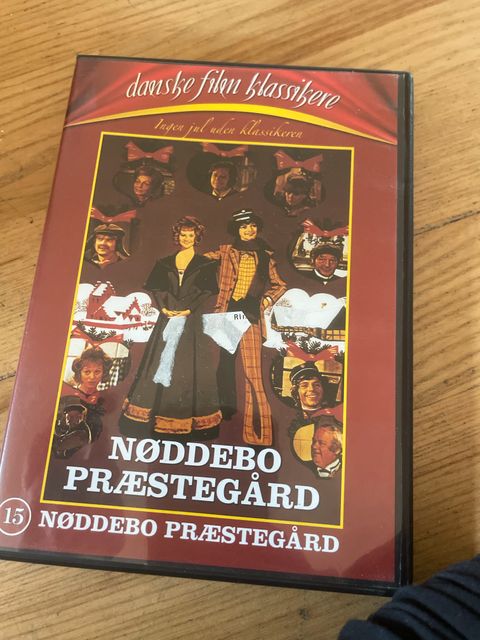 danske film klassikere
Ingen jul uden klassikeren
NØDDEBO
PRÆSTEGÅRD
15
NØDDEBO PRÆSTEGÅRD